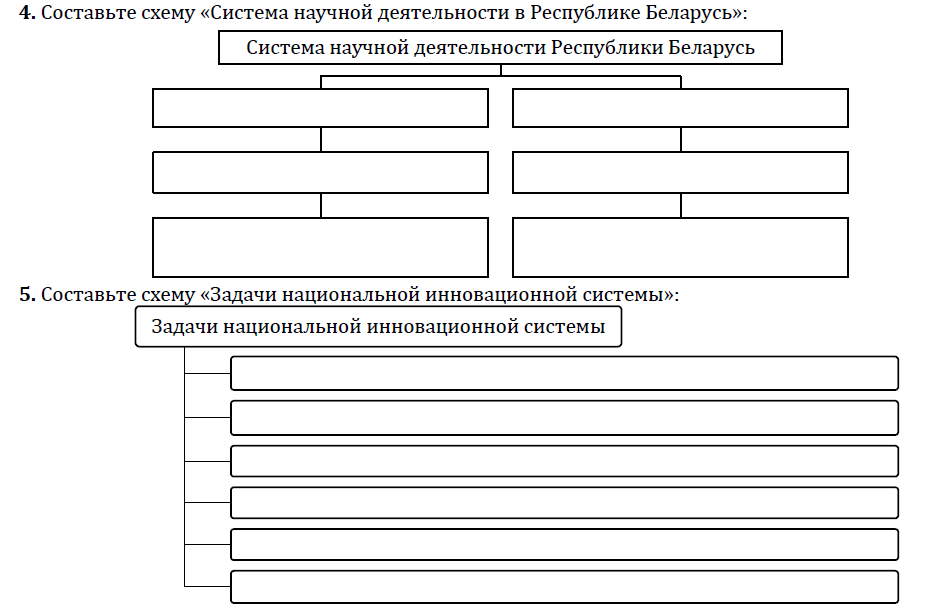 4. Составьте схему «Система научной деятельности в Республике Беларусь»:
Система научной деятельности Республики Беларусь
5. Составьте схему «Задачи национальной инновационной системы»:
Задачи национальной инновационной системы